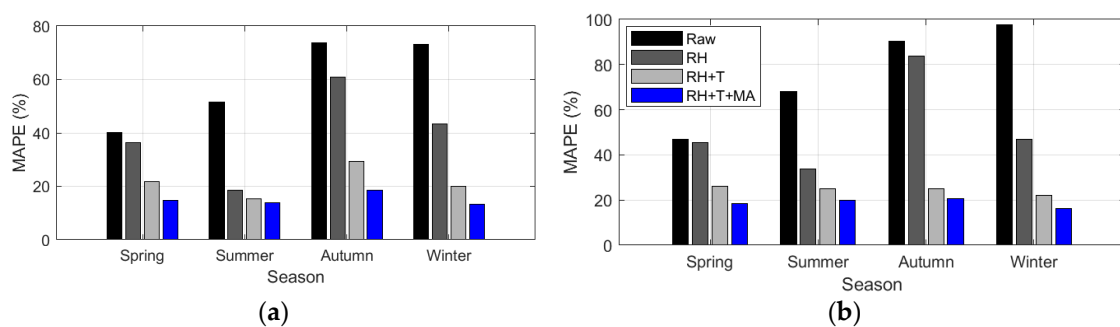 80
60
40
20
0
MAPE (%)
Spring Summer Autumn Winter
Season
(a)
100
80
60
40
20
0
MAPE (%)
Raw
RH
RH+T
RH+T+MA
Spring Summer Autumn Winter
Season
(b)